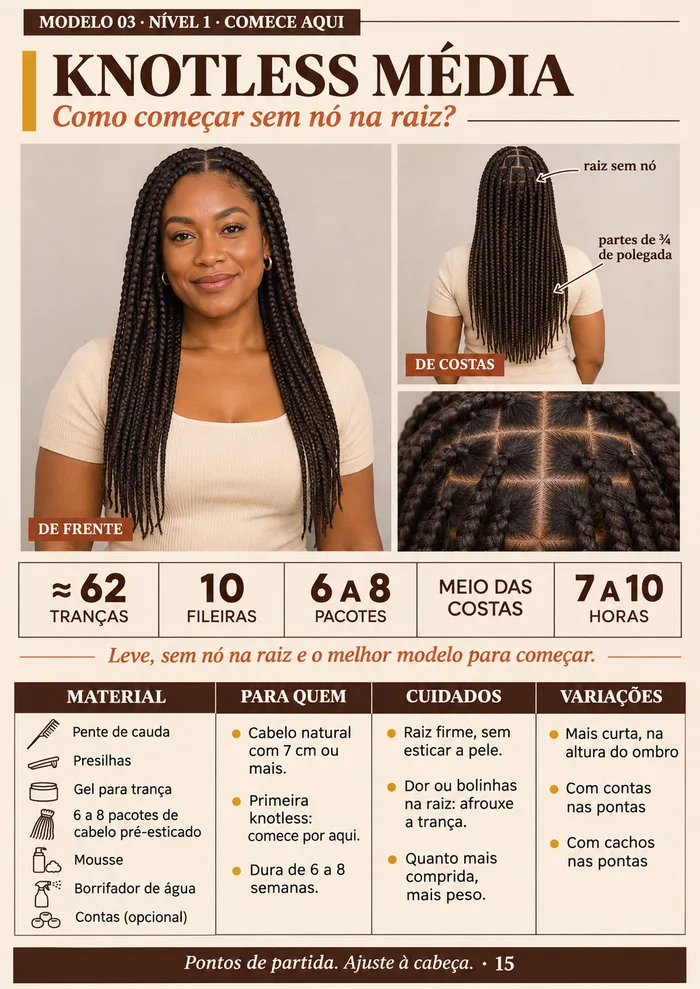 MODELO 03 · NÍVEL 1 · COMECE AQUI
KNOTLESS MÉDIA
Como começar sem nó na raiz?
raiz sem nó
partes de ¾
de polegada
DE COSTAS
DE FRENTE
≈ 62
TRANÇAS
10
FILEIRAS
6 A 8
PACOTES
MEIO DAS
COSTAS
7 A 10
HORAS
Leve, sem nó na raiz e o melhor modelo para começar.
MATERIAL
Pente de cauda
Presilhas
Gel para trança
6 a 8 pacotes de
cabelo pré-esticado
Mousse
Borrifador de água
Contas (opcional)
PARA QUEM
Cabelo natural
com 7 cm ou
mais.
Primeira
knotless:
comece por aqui.
Dura de 6 a 8
semanas.
CUIDADOS
Raiz firme, sem
esticar a pele.
Dor ou bolinhas
na raiz: afrouxe
a trança.
Quanto mais
comprida,
mais peso.
VARIAÇÕES
Mais curta, na
altura do ombro
Com contas
nas pontas
Com cachos
nas pontas
Pontos de partida. Ajuste à cabeça. · 15